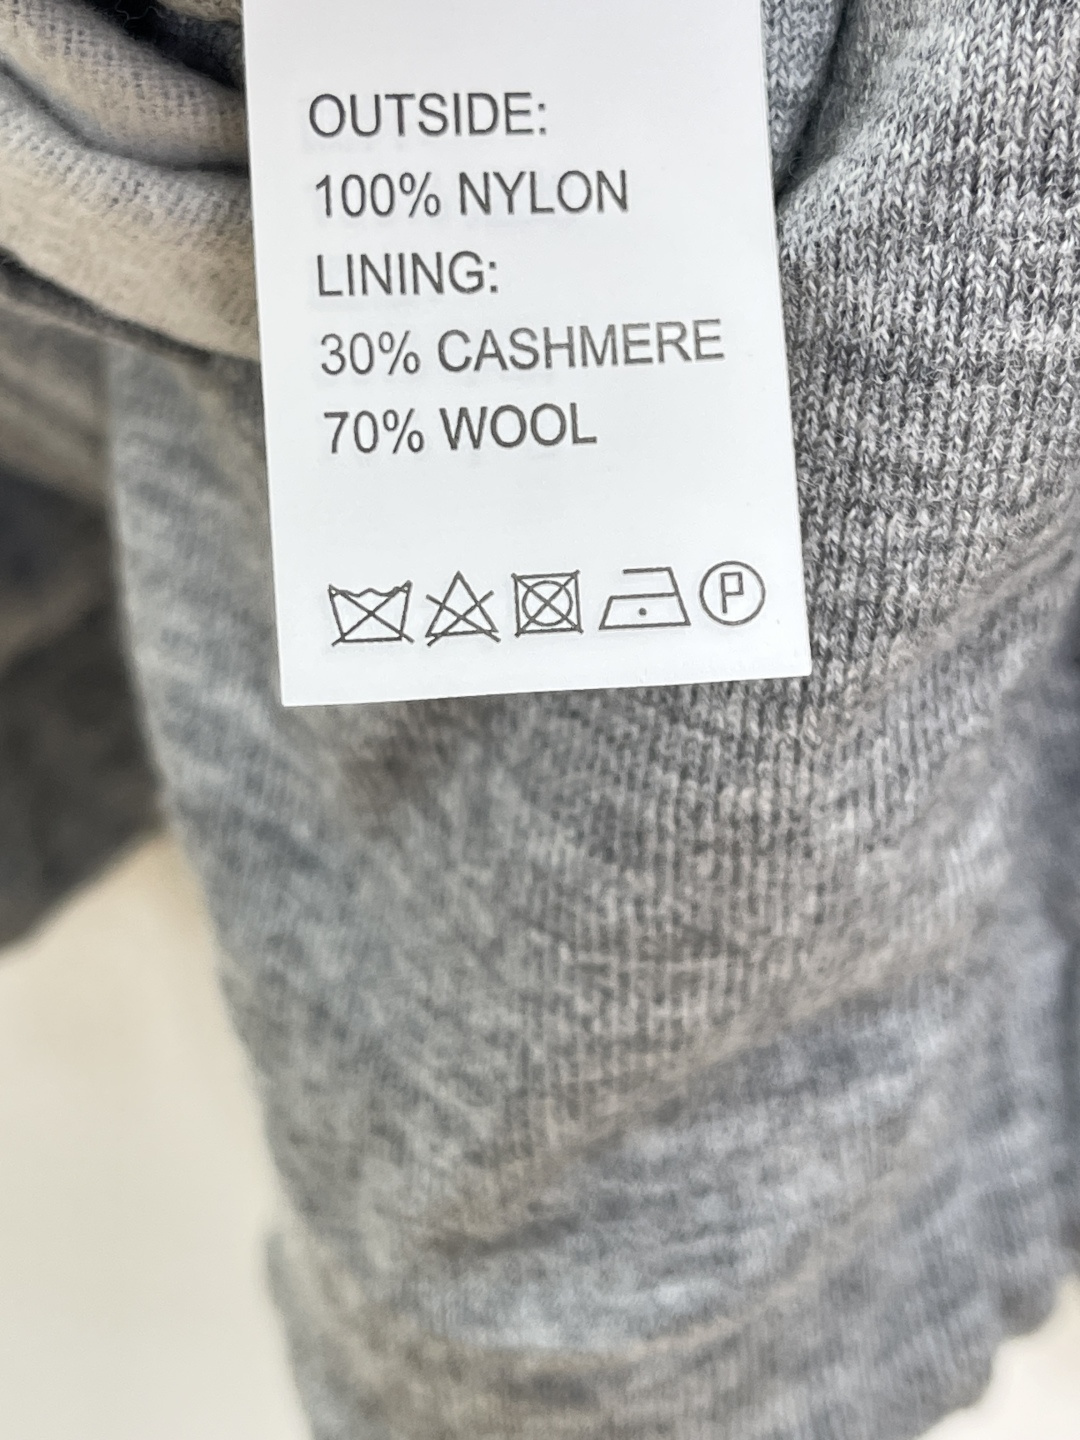 OUTSIDE:
100% NYLON
LINING:
30% CASHMERE
70% WOOL
P